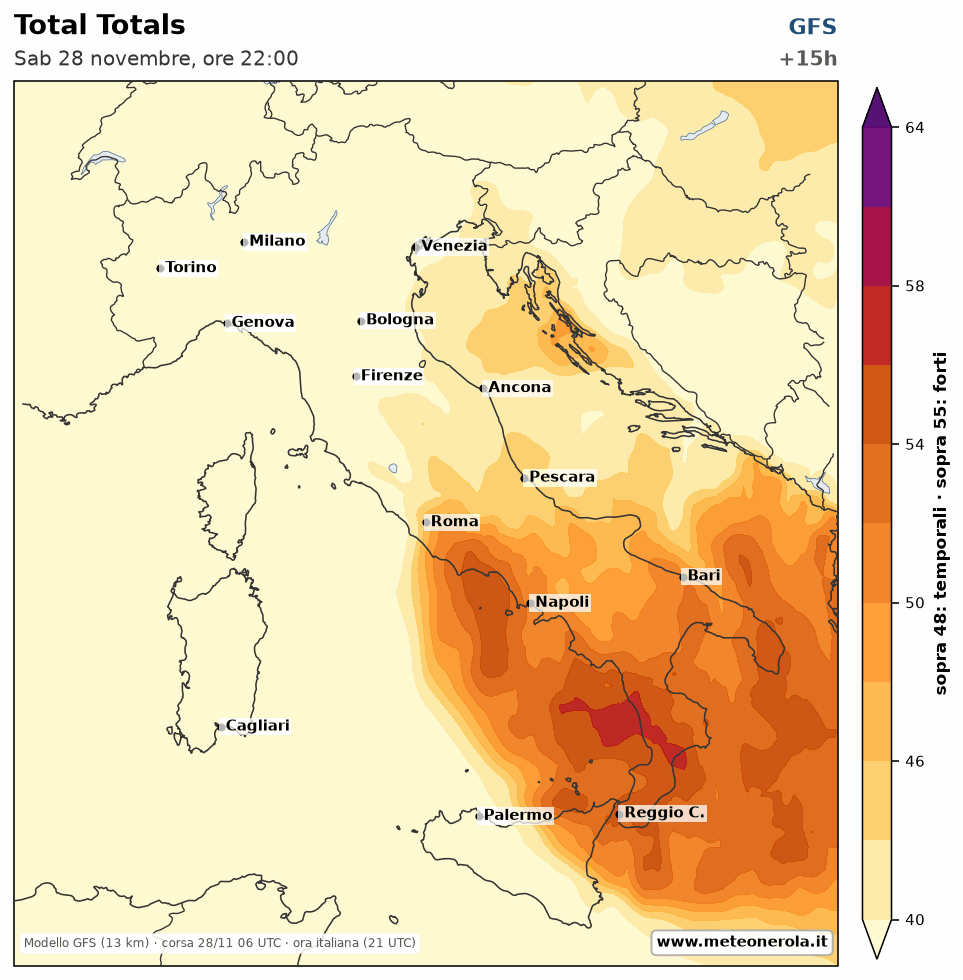 Total Totals
GFS
Sab 28 novembre, ore 22:00
+15h
64
58
54
50
46
40
sopra 48: temporali · sopra 55: forti
Milano
Venezia
Torino
Genova
Bologna
Firenze
Ancona
Pescara
Roma
Bari
Napoli
Cagliari
Palermo
Reggio C.
Modello GFS (13 km) · corsa 28/11 06 UTC · ora italiana (21 UTC)
www.meteonerola.it